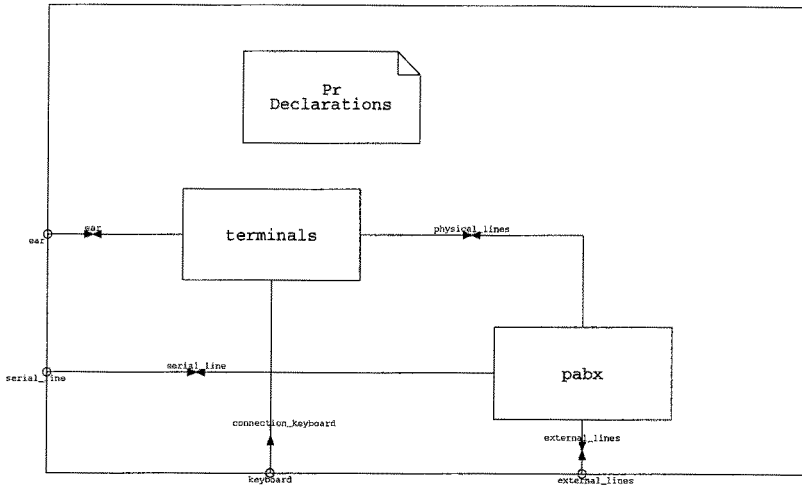 Pr
Declarations
ear
ear
terminals
physical_lines
serial_line
serial_line
pabx
connection_keyboard
external_lines
keyboard
external_lines